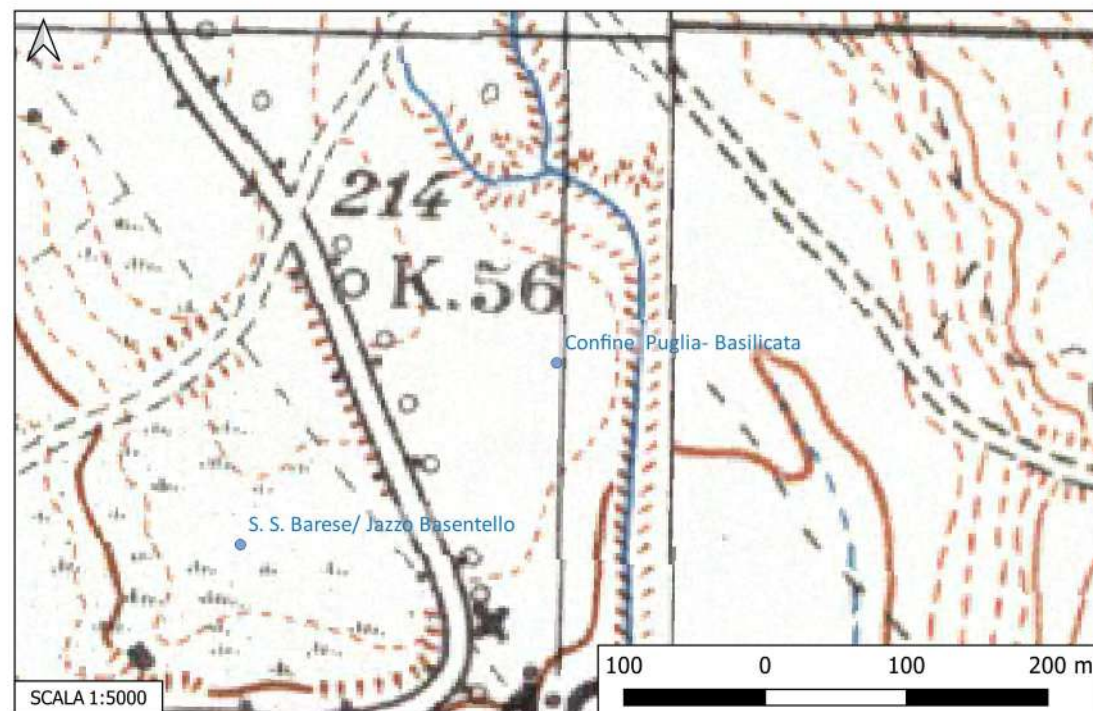 214
K.56
Confine Puglia- Basilicata
S. S. Barese/ Jazzo Basentello
SCALA 1:5000
100 0 100 200 m